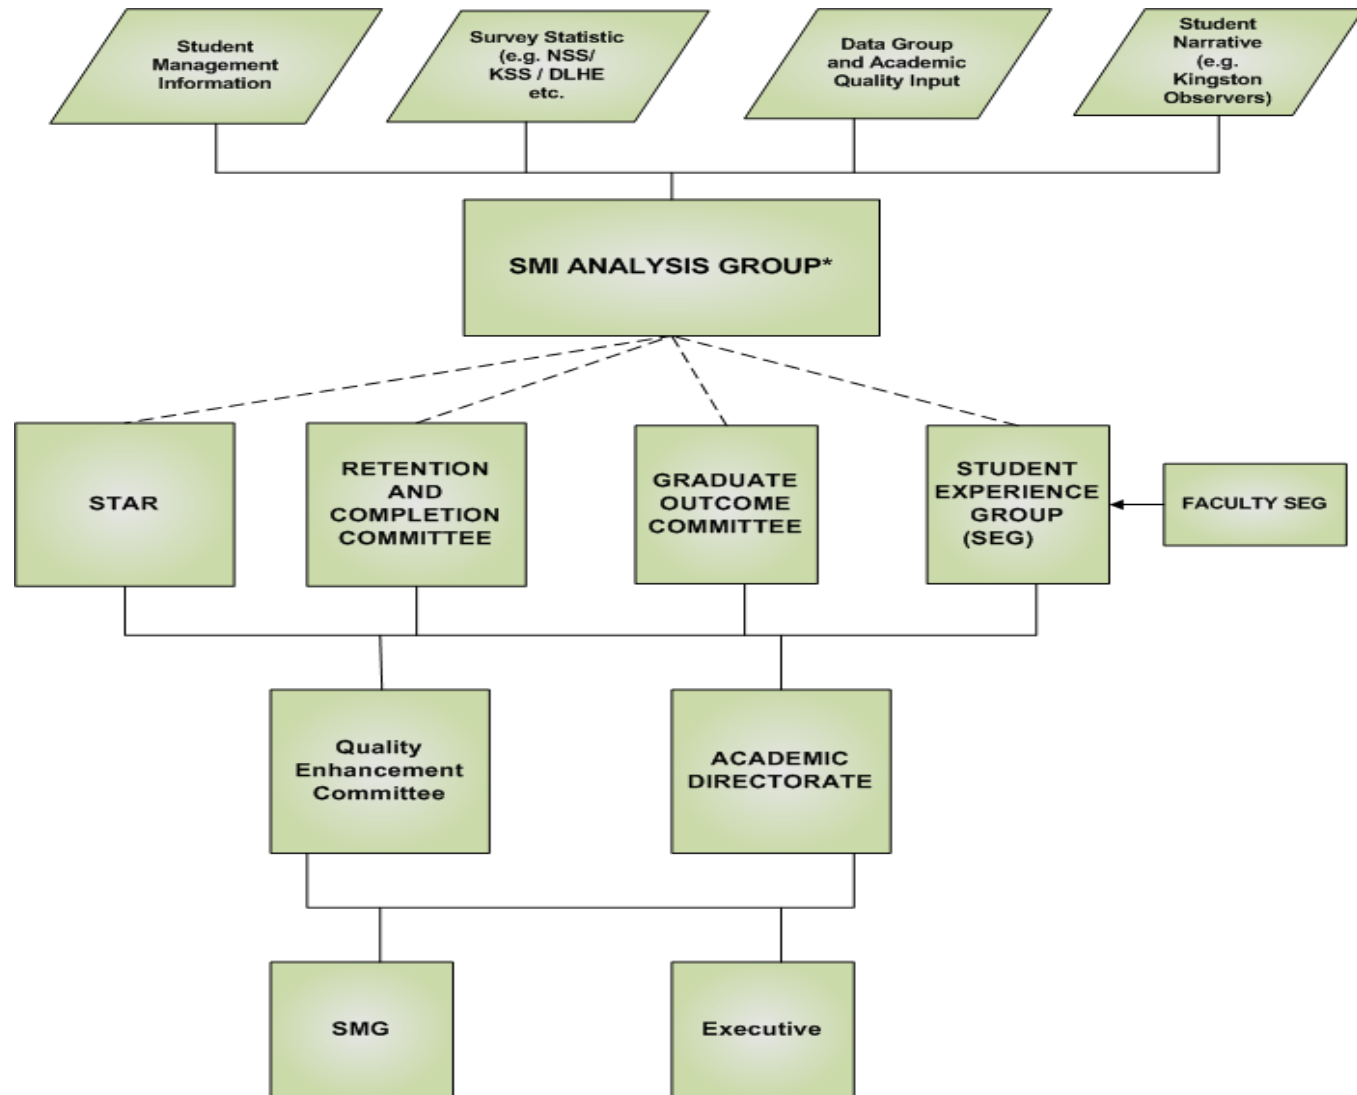 Student
Management
Information
Survey Statistic
(e.g. NSS/
KSS / DLHE
etc.
Data Group
and Academic
Quality Input
Student
Narrative
(e.g.
Kingston
Observers)
SMI ANALYSIS GROUP*
STAR
RETENTION
AND
COMPLETION
COMMITTEE
GRADUATE
OUTCOME
COMMITTEE
STUDENT
EXPERIENCE
GROUP
(SEG)
FACULTY SEG
Quality
Enhancement
Committee
ACADEMIC
DIRECTORATE
SMG
Executive